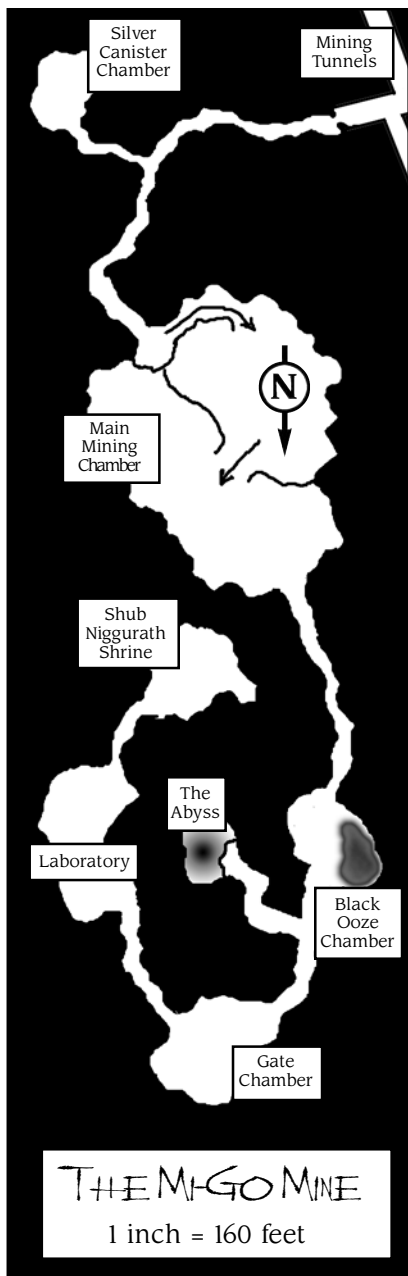 Silver
Canister
Chamber
Mining
Tunnels
N
Main
Mining
Chamber
Shub
Niggurath
Shrine
The
Abyss
Laboratory
Black
Ooze
Chamber
Gate
Chamber
THE MI-GO MINE
1 inch = 160 feet